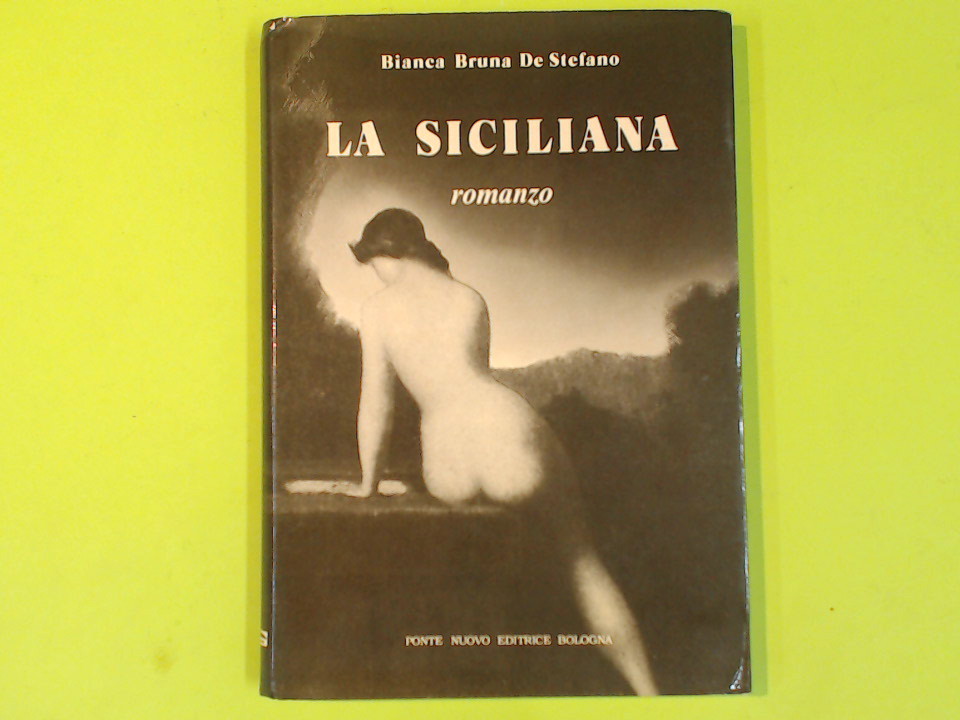 Bianca Bruna De Stefano
LA SICILIANA
romanzo
PONTE NUOVO EDITRICE BOLOGNA